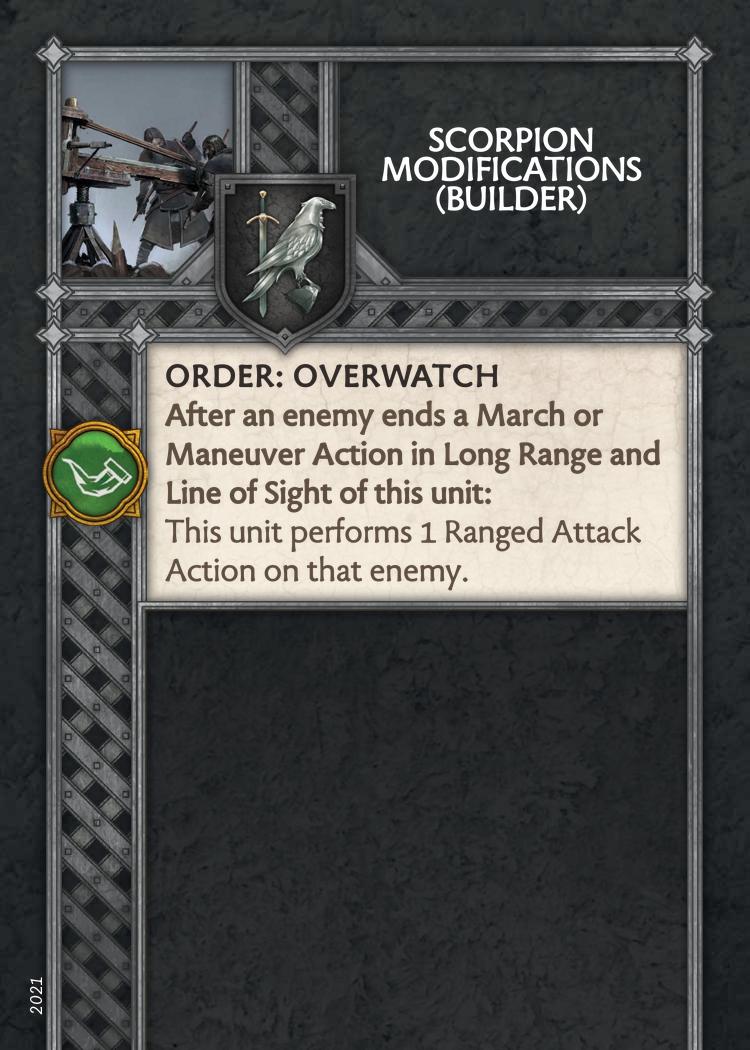 SCORPION
MODIFICATIONS
(BUILDER)
ORDER: OVERWATCH
After an enemy ends a March or
Maneuver Action in Long Range and
Line of Sight of this unit:
This unit performs 1 Ranged Attack
Action on that enemy.
2021